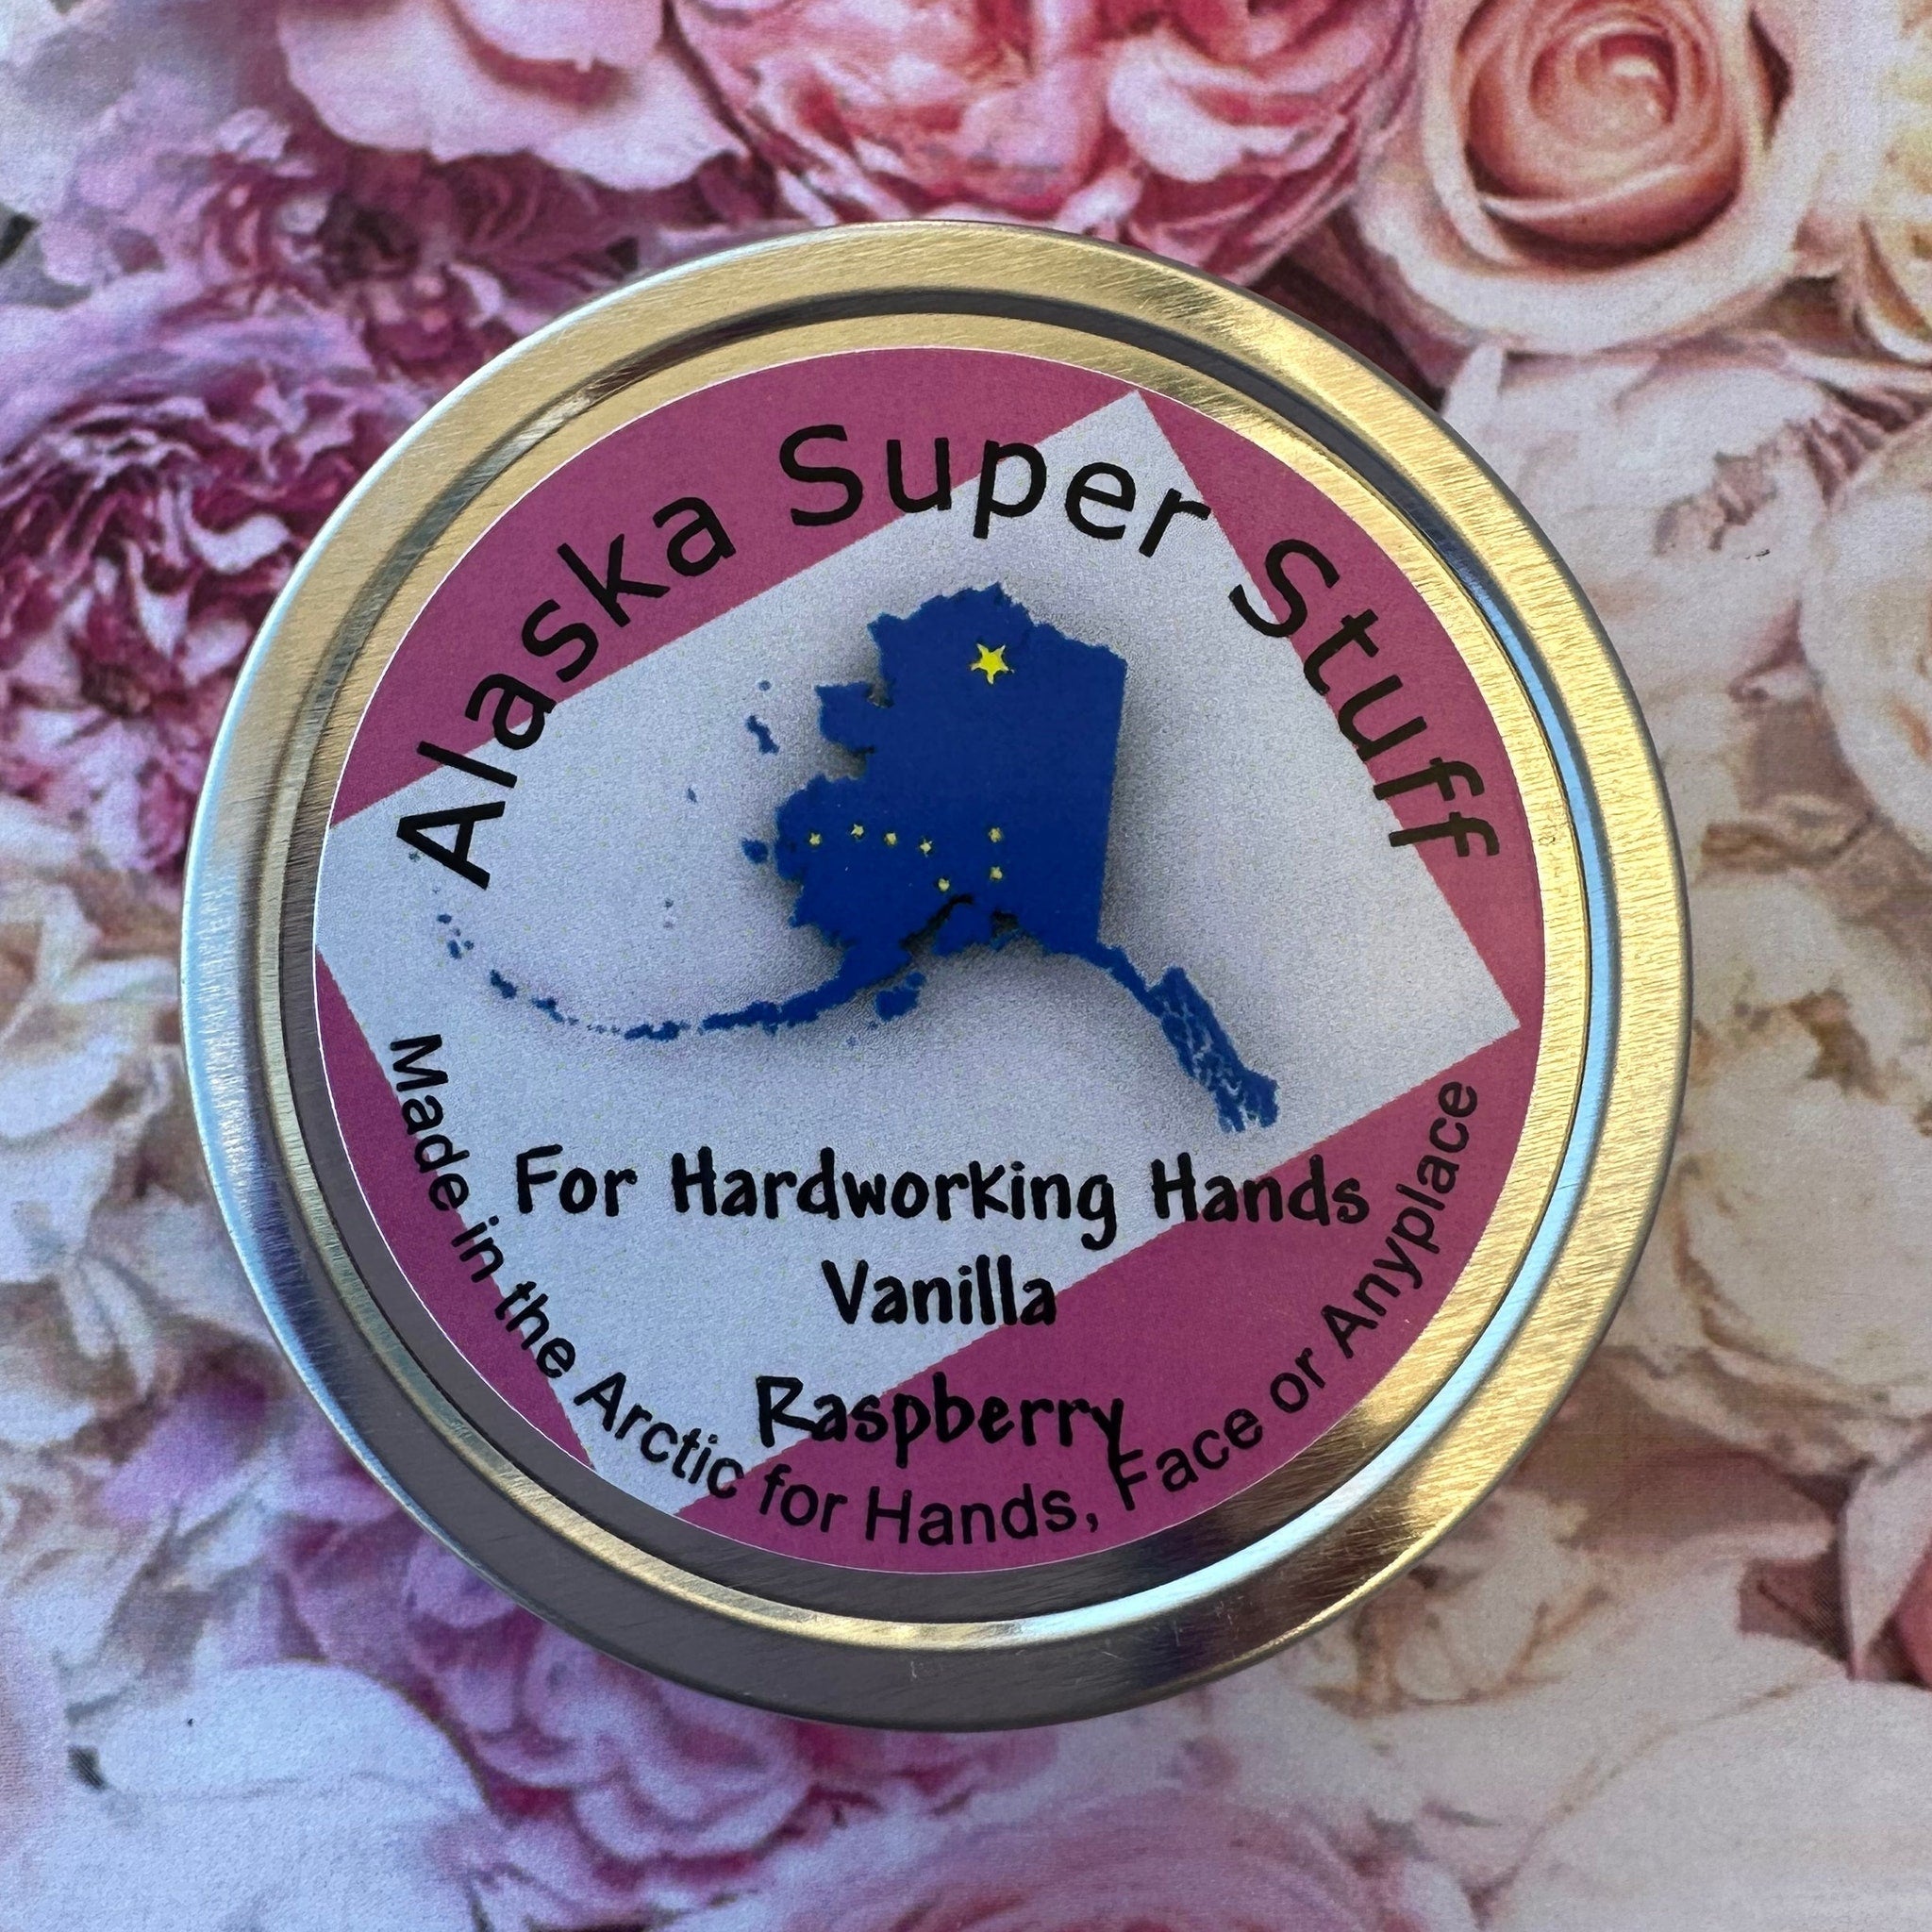 Alaska Super Stuff
For Hardworking Hands
Vanilla
Raspberry
Made in the Arctic for Hands, Face or Anyplace